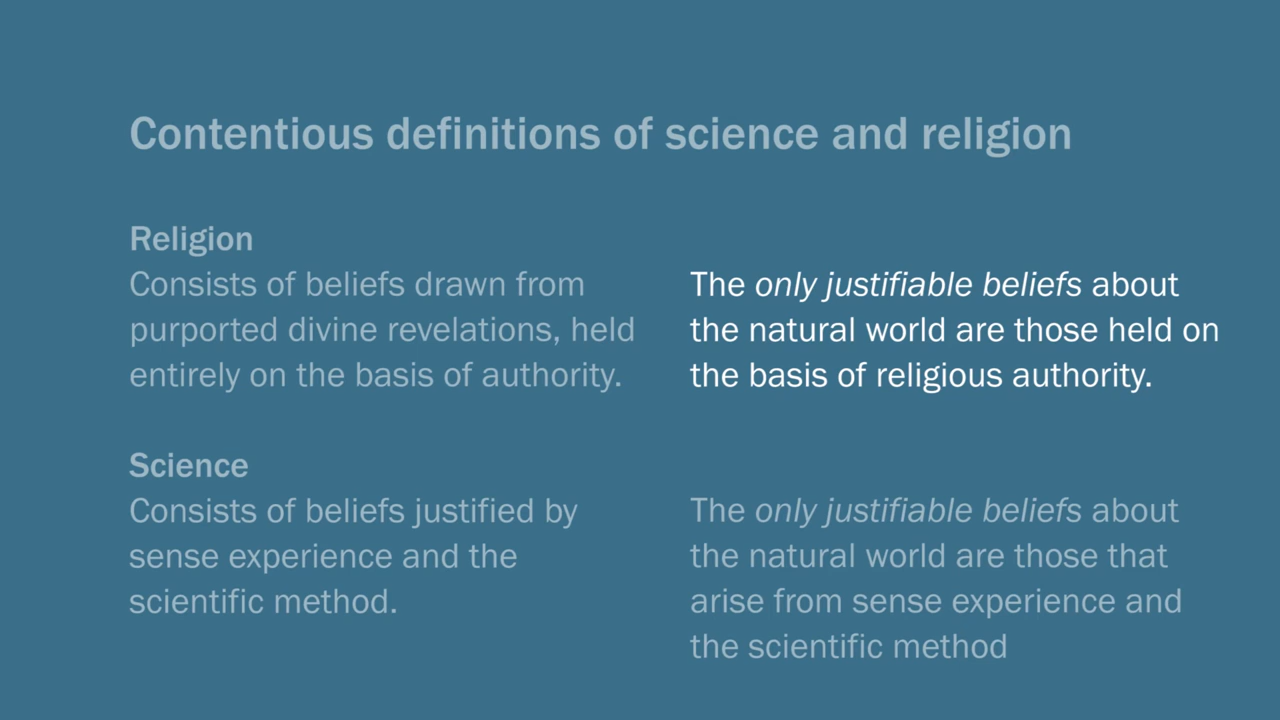 Contentious definitions of science and religion
Religion
Consists of beliefs drawn from
purported divine revelations, held
entirely on the basis of authority.
The only justifiable beliefs about
the natural world are those held on
the basis of religious authority.
Science
Consists of beliefs justified by
sense experience and the
scientific method.
The only justifiable beliefs about
the natural world are those that
arise from sense experience and
the scientific method